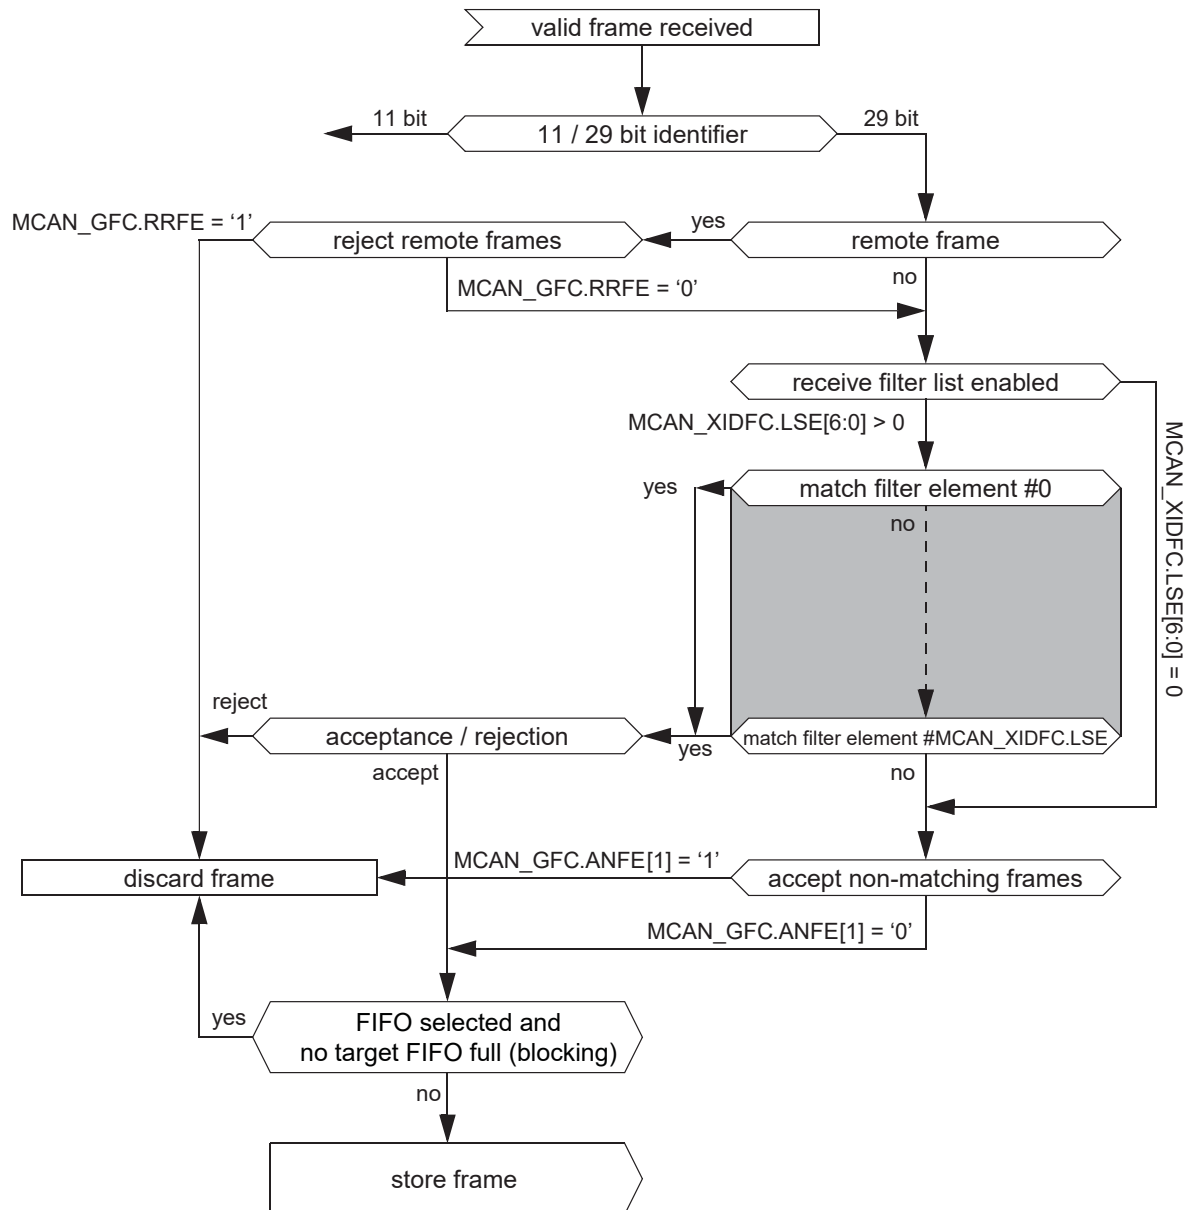 valid frame received
11 bit
11 / 29 bit identifier
29 bit
MCAN_GFC.RRFE = ‘1’
reject remote frames
yes
remote frame
no
MCAN_GFC.RRFE = ‘0’
receive filter list enabled
MCAN_XIDFC.LSE[6:0] > 0
MCAN_XIDFC.LSE[6:0] = 0
yes
match filter element #0
no
reject
acceptance / rejection
yes
match filter element #MCAN_XIDFC.LSE
accept
no
discard frame
MCAN_GFC.ANFE[1] = ‘1’
accept non-matching frames
MCAN_GFC.ANFE[1] = ‘0’
yes
FIFO selected and
no target FIFO full (blocking)
no
store frame